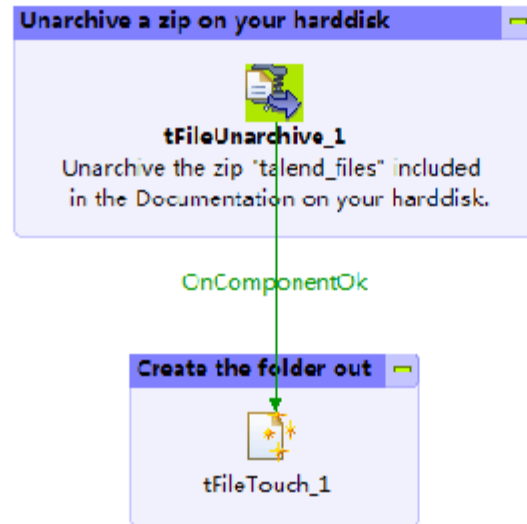 Unarchive a zip on your harddisk
tFileUnarchive_1
Unarchive the zip "talend_files" included
in the Documentation on your harddisk.
OnComponentOk
Create the folder out
tFileTouch_1